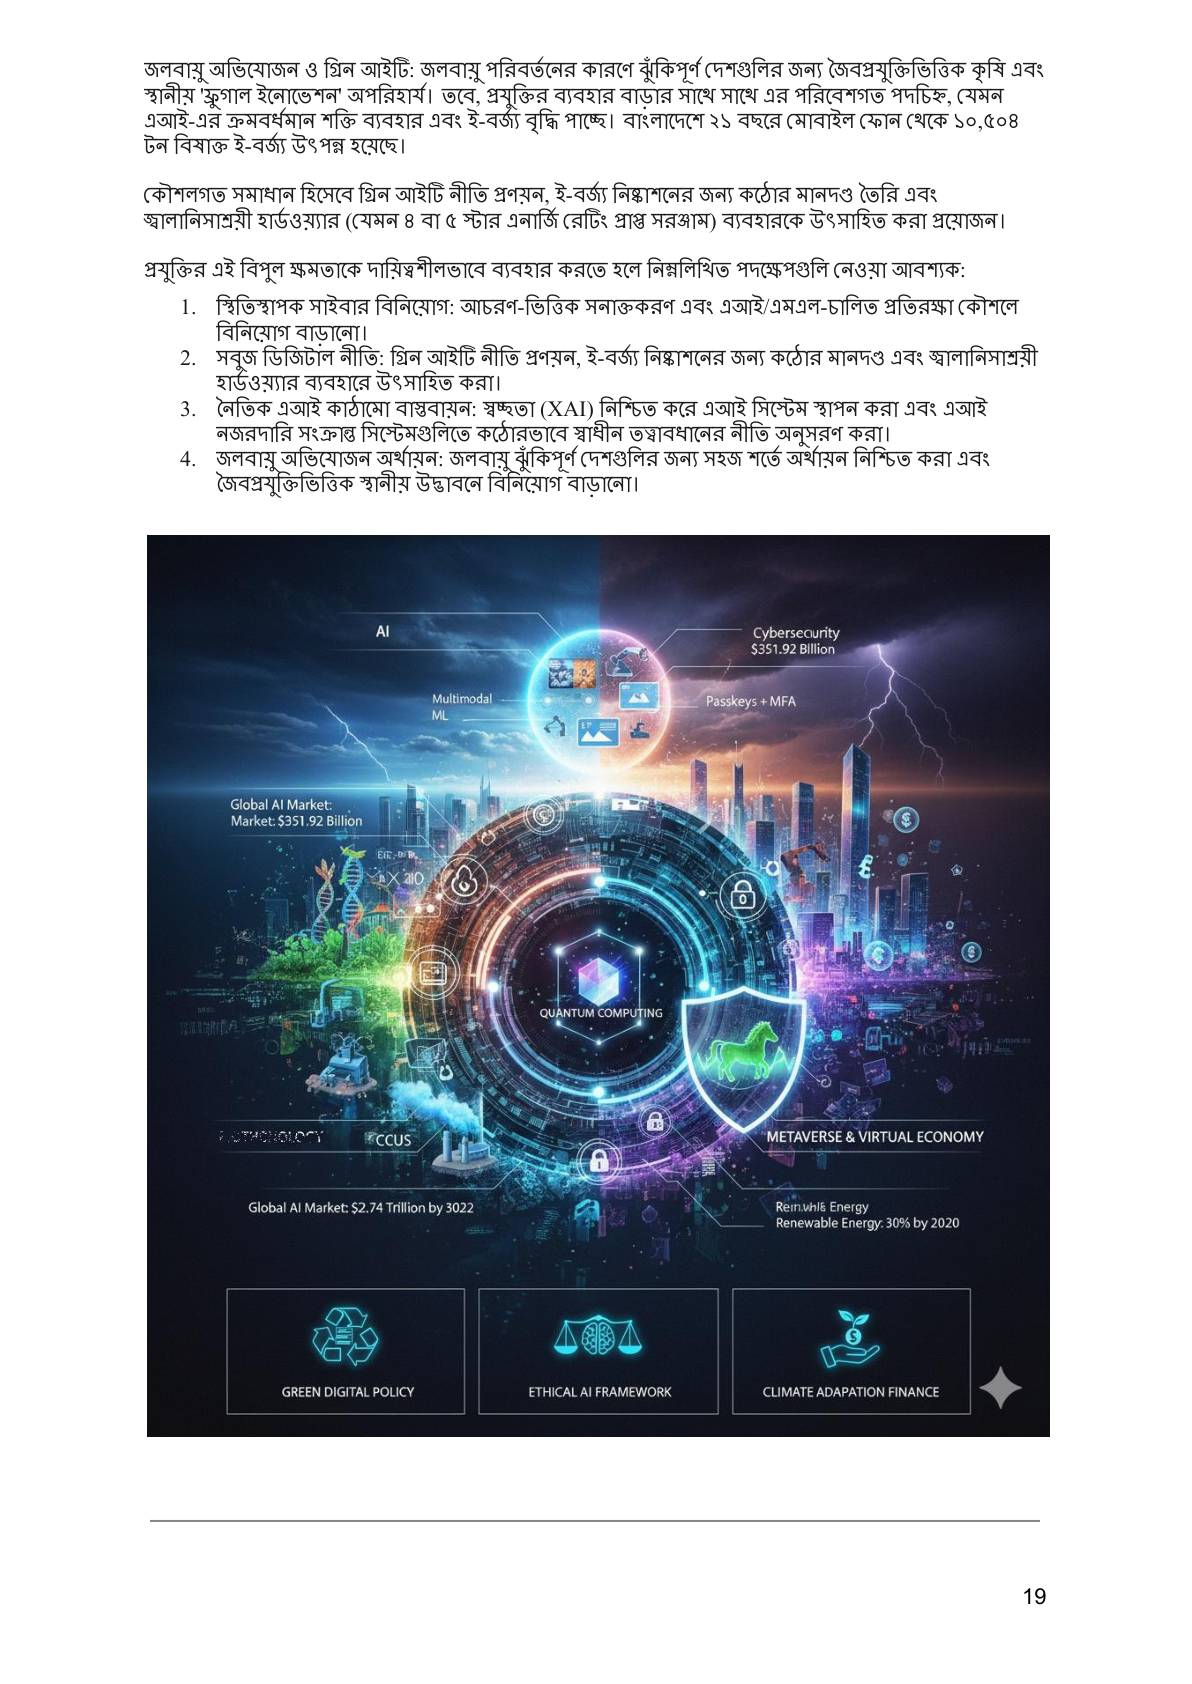 জলবায়ু অভিযোজন ও গ্রিন আইটি: জলবায়ু পরিবর্তনের কারণে ঝুঁকিপূর্ণ দেশগুলির জন্য জৈবপ্রযুক্তিভিত্তিক কৃষি এবং
স্থানীয় 'ফ্রুগাল ইনোভেশন' অপরিহার্য। তবে, প্রযুক্তির ব্যবহার বাড়ার সাথে সাথে এর পরিবেশগত পদচিহ্ন, যেমন
এআই-এর ক্রমবর্ধমান শক্তি ব্যবহার এবং ই-বর্জ্য বৃদ্ধি পাচ্ছে। বাংলাদেশে ২১ বছরে মোবাইল ফোন থেকে ১০,৫০৪
টন বিষাক্ত ই-বর্জ্য উৎপন্ন হয়েছে।
কৌশলগত সমাধান হিসেবে গ্রিন আইটি নীতি প্রণয়ন, ই-বর্জ্য নিষ্কাশনের জন্য কঠোর মানদণ্ড তৈরি এবং
জ্বালানিসাশ্রয়ী হার্ডওয়্যার (যেমন ৪ বা ৫ স্টার এনার্জি রেটিং প্রাপ্ত সরঞ্জাম) ব্যবহারকে উৎসাহিত করা প্রয়োজন।
প্রযুক্তির এই বিপুল ক্ষমতাকে দায়িত্বশীলভাবে ব্যবহার করতে হলে নিম্নলিখিত পদক্ষেপগুলি নেওয়া আবশ্যক:
1. স্থিতিস্থাপক সাইবার বিনিয়োগ: আচরণ-ভিত্তিক সনাক্তকরণ এবং এআই/এমএল-চালিত প্রতিরক্ষা কৌশলে
বিনিয়োগ বাড়ানো।
2. সবুজ ডিজিটাল নীতি: গ্রিন আইটি নীতি প্রণয়ন, ই-বর্জ্য নিষ্কাশনের জন্য কঠোর মানদণ্ড এবং জ্বালানিসাশ্রয়ী
হার্ডওয়্যার ব্যবহারে উৎসাহিত করা।
3. নৈতিক এআই কাঠামো বাস্তবায়ন: স্বচ্ছতা (XAI) নিশ্চিত করে এআই সিস্টেম স্থাপন করা এবং এআই
নজরদারি সংক্রান্ত সিস্টেমগুলিতে কঠোরভাবে স্বাধীন তত্ত্বাবধানের নীতি অনুসরণ করা।
4. জলবায়ু অভিযোজন অর্থায়ন: জলবায়ু ঝুঁকিপূর্ণ দেশগুলির জন্য সহজ শর্তে অর্থায়ন নিশ্চিত করা এবং
জৈবপ্রযুক্তিভিত্তিক স্থানীয় উদ্ভাবনে বিনিয়োগ বাড়ানো।
AI
Cybersecurity
$351.92 Billion
Multimodal
ML
Passkeys + MFA
Global AI Market:
Market: $351.92 Billion
QUANTUM COMPUTING
CCUS
METAVERSE & VIRTUAL ECONOMY
Global AI Market: $2.74 Trillion by 3022
Energy
Renewable Energy: 30% by 2020
GREEN DIGITAL POLICY
ETHICAL AI FRAMEWORK
CLIMATE ADAPATION FINANCE
19